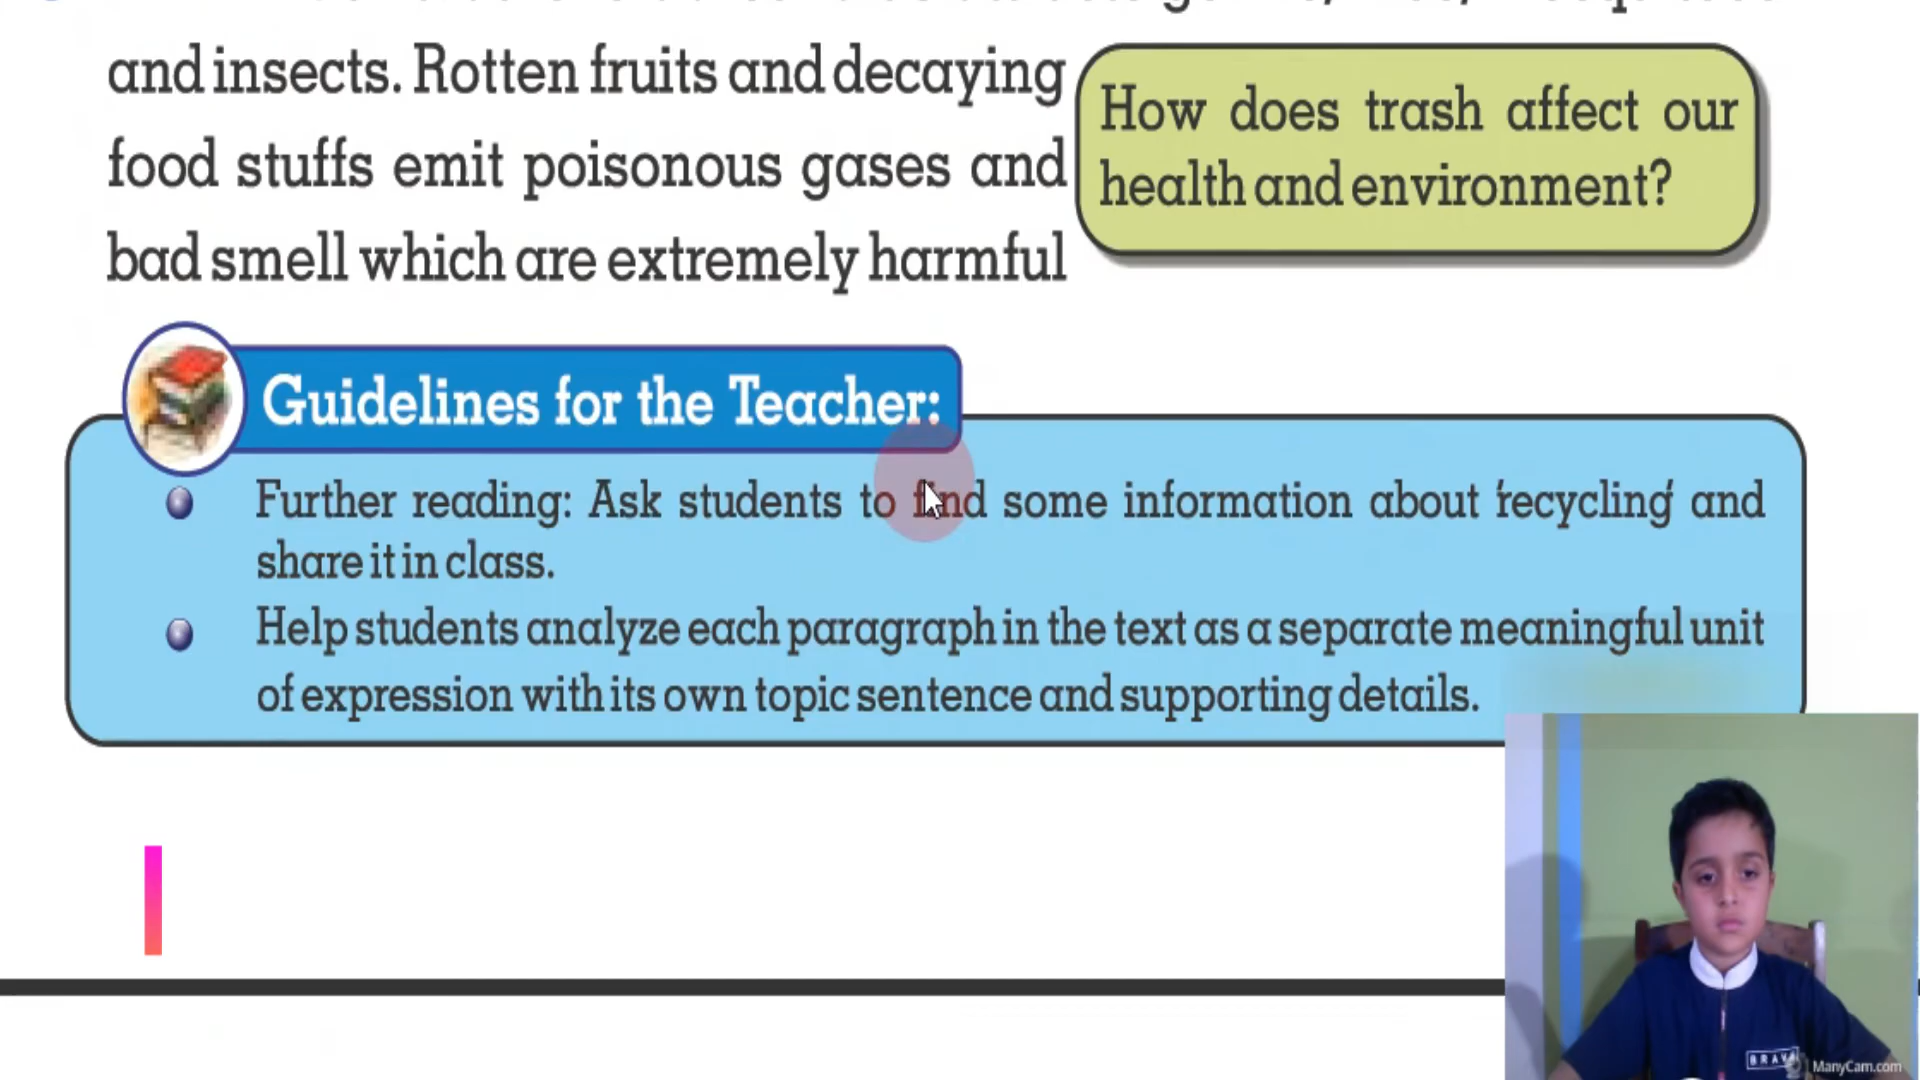 and insects. Rotten fruits and decaying
food stuffs emit poisonous gases and
bad smell which are extremely harmful
How does trash affect our
health and environment?
Guidelines for the Teacher:
Further reading: Ask students to find some information about 'recycling' and
share it in class.
Help students analyze each paragraph in the text as a separate meaningful unit
of expression with its own topic sentence and supporting details.
ManyCam.com